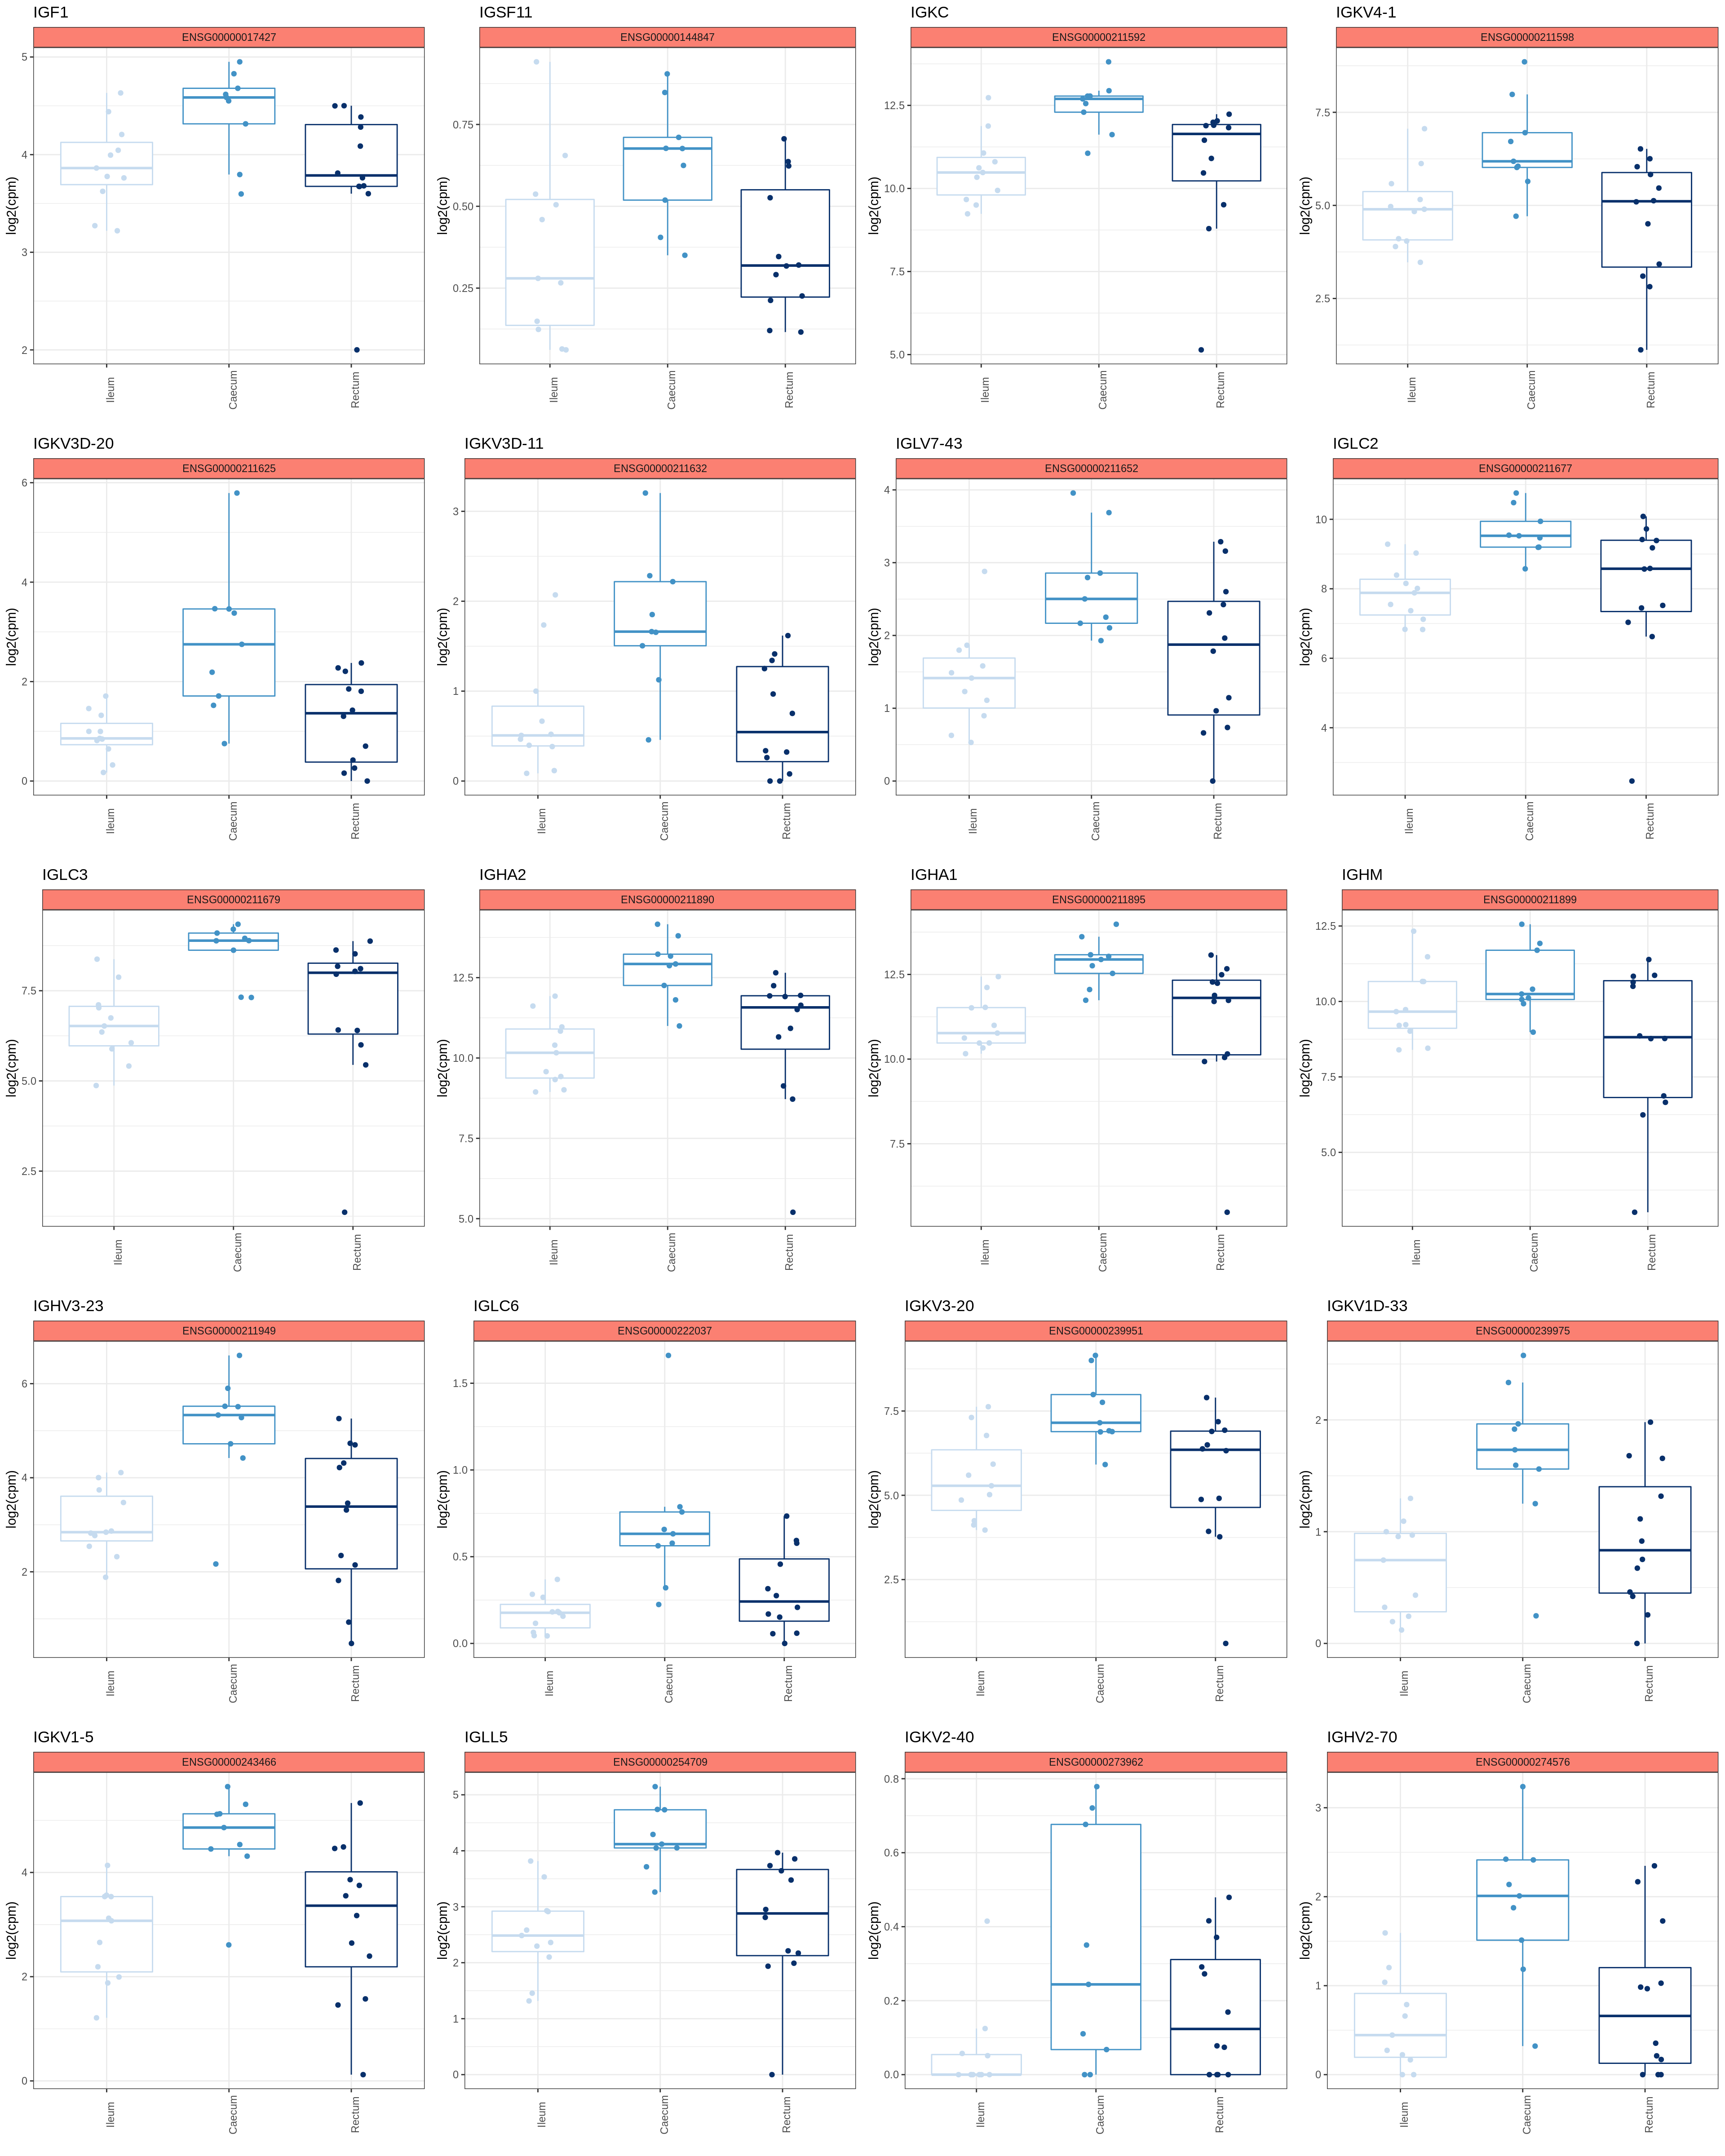 IGF1
ENSG00000017427
log2(cpm)
5
4
3
2
Ileum
Caecum
Rectum
IGSF11
ENSG00000144847
log2(cpm)
0.75
0.50
0.25
Ileum
Caecum
Rectum
IGKC
ENSG00000211592
log2(cpm)
12.5
10.0
7.5
5.0
Ileum
Caecum
Rectum
IGKV4-1
ENSG00000211598
log2(cpm)
7.5
5.0
2.5
Ileum
Caecum
Rectum
IGKV3D-20
ENSG00000211625
log2(cpm)
6
4
2
0
Ileum
Caecum
Rectum
IGKV3D-11
ENSG00000211632
log2(cpm)
3
2
1
0
Ileum
Caecum
Rectum
IGLV7-43
ENSG00000211652
log2(cpm)
4
3
2
1
0
Ileum
Caecum
Rectum
IGLC2
ENSG00000211677
log2(cpm)
10
8
6
4
Ileum
Caecum
Rectum
IGLC3
ENSG00000211679
log2(cpm)
7.5
5.0
2.5
Ileum
Caecum
Rectum
IGHA2
ENSG00000211890
log2(cpm)
12.5
10.0
7.5
5.0
Ileum
Caecum
Rectum
IGHA1
ENSG00000211895
log2(cpm)
12.5
10.0
7.5
Ileum
Caecum
Rectum
IGHM
ENSG00000211899
log2(cpm)
12.5
10.0
7.5
5.0
Ileum
Caecum
Rectum
IGHV3-23
ENSG00000211949
log2(cpm)
6
4
2
Ileum
Caecum
Rectum
IGLC6
ENSG00000222037
log2(cpm)
1.5
1.0
0.5
0.0
Ileum
Caecum
Rectum
IGKV3-20
ENSG00000239951
log2(cpm)
7.5
5.0
2.5
Ileum
Caecum
Rectum
IGKV1D-33
ENSG00000239975
log2(cpm)
2
1
0
Ileum
Caecum
Rectum
IGKV1-5
ENSG00000243466
log2(cpm)
4
2
0
Ileum
Caecum
Rectum
IGLL5
ENSG00000254709
log2(cpm)
5
4
3
2
1
0
Ileum
Caecum
Rectum
IGKV2-40
ENSG00000273962
log2(cpm)
0.8
0.6
0.4
0.2
0.0
Ileum
Caecum
Rectum
IGHV2-70
ENSG00000274576
log2(cpm)
3
2
1
0
Ileum
Caecum
Rectum